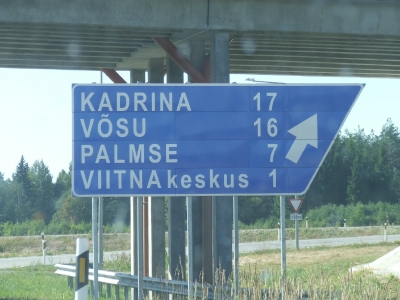 KADRINA 17
VÕSU 16
PALMSE 7
VIITNA keskus 1